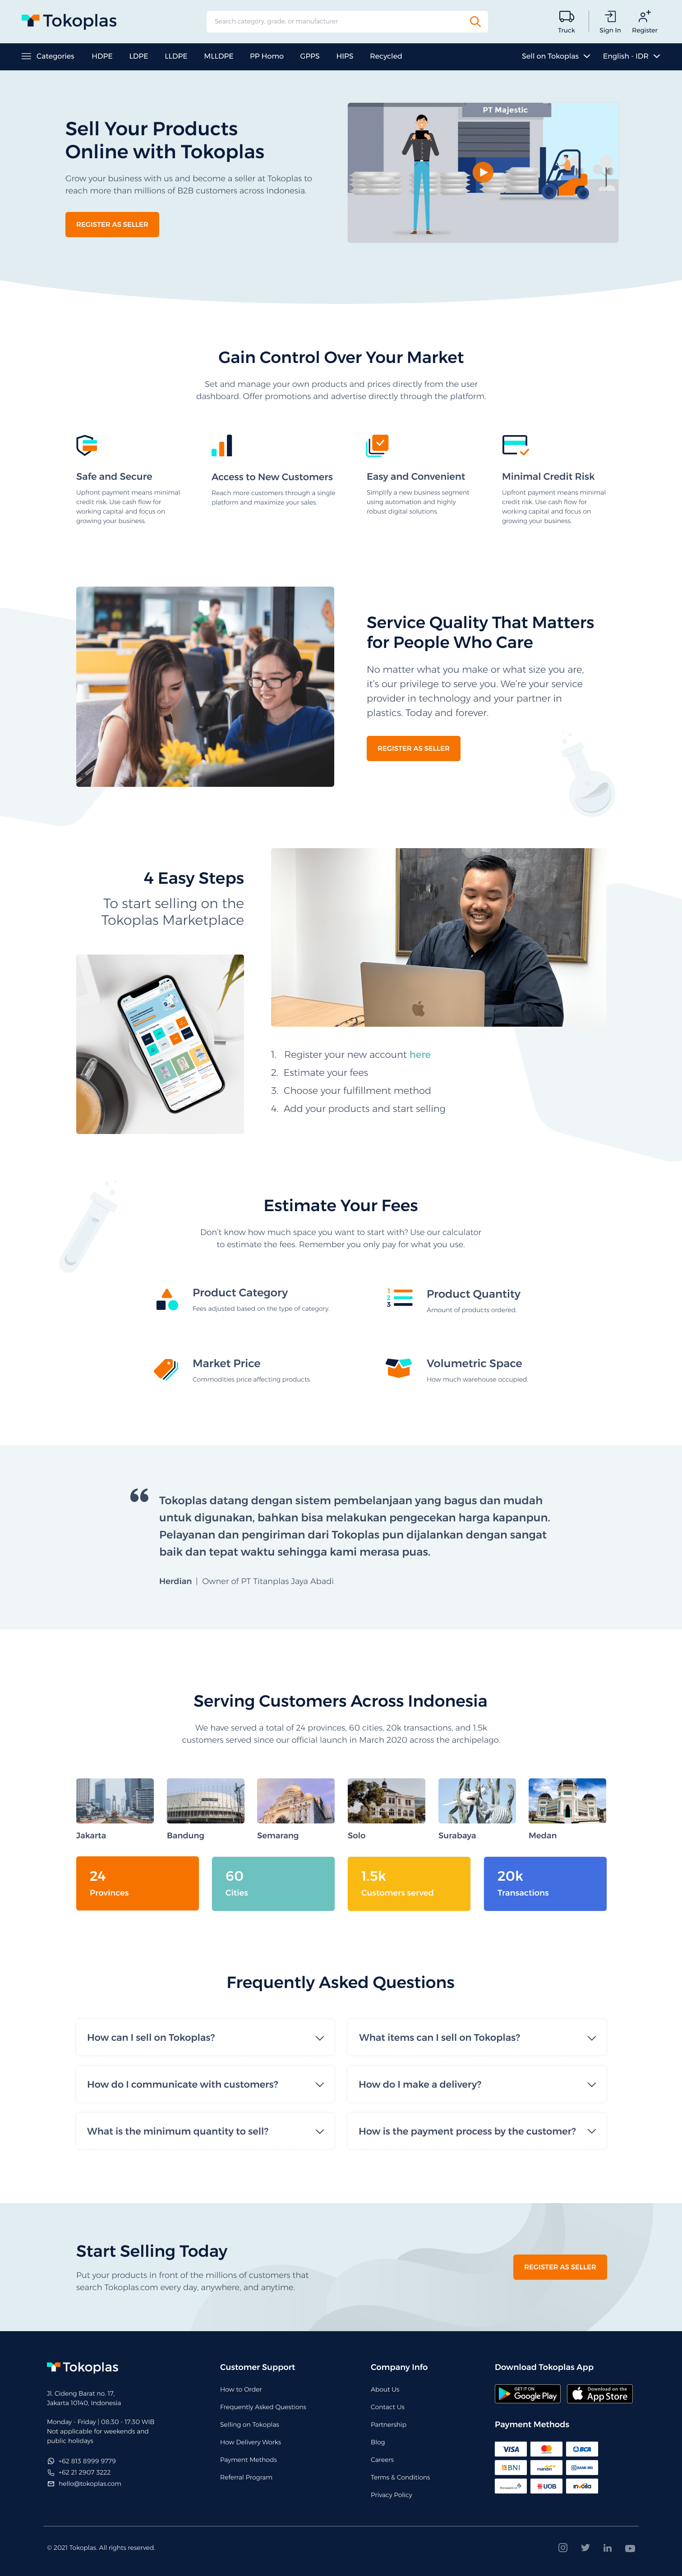 Tokoplas
Search category, grade, or manufacturer
Truck
Sign In
Register
Categories
HDPE
LDPE
LLDPE
MLLDPE
PP Homo
GPPS
HIPS
Recycled
Sell on Tokoplas
English - IDR
Sell Your Products
Online with Tokoplas
Grow your business with us and become a seller at Tokoplas to
reach more than millions of B2B customers across Indonesia.
REGISTER AS SELLER
PT Majestic
Gain Control Over Your Market
Set and manage your own products and prices directly from the user
dashboard. Offer promotions and advertise directly through the platform.
Safe and Secure
Upfront payment means minimal
credit risk. Use cash flow for
working capital and focus on
growing your business.
Access to New Customers
Reach more customers through a single
platform and maximize your sales.
Easy and Convenient
Simplify a new business segment
using automation and highly
robust digital solutions.
Minimal Credit Risk
Upfront payment means minimal
credit risk. Use cash flow for
working capital and focus on
growing your business.
Service Quality That Matters
for People Who Care
No matter what you make or what size you are,
it's our privilege to serve you. We're your service
provider in technology and your partner in
plastics. Today and forever.
REGISTER AS SELLER
4 Easy Steps
To start selling on the
Tokoplas Marketplace
1. Register your new account here
2. Estimate your fees
3. Choose your fulfillment method
4. Add your products and start selling
Estimate Your Fees
Don't know how much space you want to start with? Use our calculator
to estimate the fees. Remember you only pay for what you use.
Product Category
Fees adjusted based on the type of category.
1
2
3
Product Quantity
Amount of products ordered.
Market Price
Commodities price affecting products.
Volumetric Space
How much warehouse occupied.
Tokoplas datang dengan sistem pembelanjaan yang bagus dan mudah
untuk digunakan, bahkan bisa melakukan pengecekan harga kapanpun.
Pelayanan dan pengiriman dari Tokoplas pun dijalankan dengan sangat
baik dan tepat waktu sehingga kami merasa puas.
Herdian | Owner of PT Titanplas Jaya Abadi
Serving Customers Across Indonesia
We have served a total of 24 provinces, 60 cities, 20k transactions, and 1.5k
customers served since our official launch in March 2020 across the archipelago.
Jakarta
Bandung
Semarang
Solo
Surabaya
Medan
24
Provinces
60
Cities
1.5k
Customers served
20k
Transactions
Frequently Asked Questions
How can I sell on Tokoplas?
What items can I sell on Tokoplas?
How do I communicate with customers?
How do I make a delivery?
What is the minimum quantity to sell?
How is the payment process by the customer?
Start Selling Today
Put your products in front of the millions of customers that
search Tokoplas.com every day, anywhere, and anytime.
REGISTER AS SELLER
Tokoplas
Jl. Cideng Barat no. 17,
Jakarta 10140, Indonesia
Monday - Friday | 08:30 - 17:30 WIB
Not applicable for weekends and
public holidays
+62 813 8999 9779
+62 21 2907 3222
hello@tokoplas.com
Customer Support
How to Order
Frequently Asked Questions
Selling on Tokoplas
How Delivery Works
Payment Methods
Referral Program
Company Info
About Us
Contact Us
Partnership
Blog
Careers
Terms & Conditions
Privacy Policy
Download Tokoplas App
GET IT ON
Google Play
Download on the
App Store
Payment Methods
VISA
mastercard
BCA
BNI
mandiri
BANK BRI
UOB
invoila
© 2021 Tokoplas. All rights reserved.